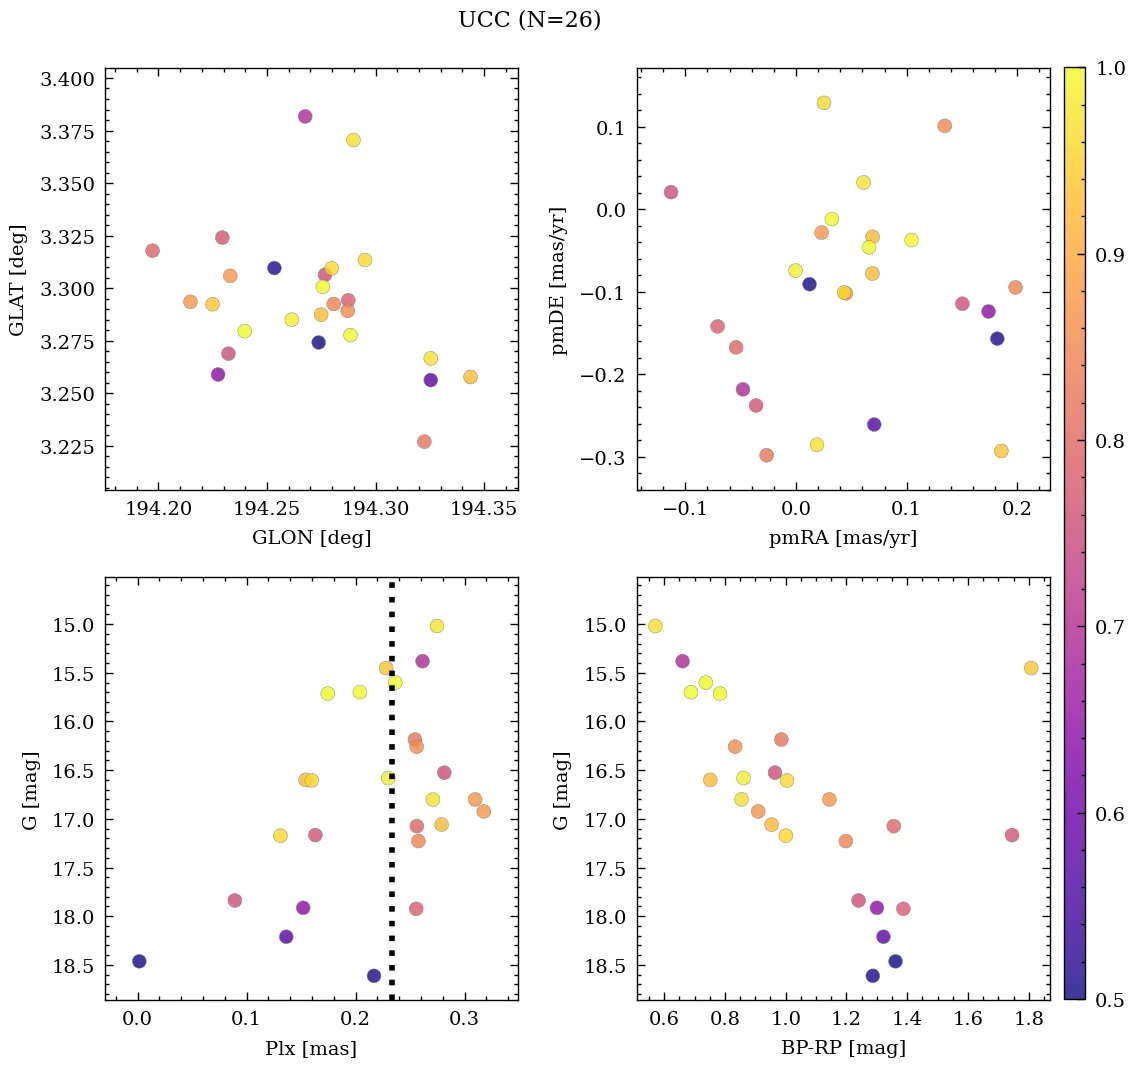 UCC (N=26)
3.400
3.375
3.350
3.325
3.300
3.275
3.250
3.225
GLAT [deg]
194.20 194.25 194.30 194.35
GLON [deg]
0.1
0.0
−0.1
−0.2
−0.3
pmDE [mas/yr]
−0.1 0.0 0.1 0.2
pmRA [mas/yr]
15.0
15.5
16.0
16.5
17.0
17.5
18.0
18.5
G [mag]
0.0 0.1 0.2 0.3
Plx [mas]
15.0
15.5
16.0
16.5
17.0
17.5
18.0
18.5
G [mag]
0.6 0.8 1.0 1.2 1.4 1.6 1.8
BP-RP [mag]
1.0
0.9
0.8
0.7
0.6
0.5